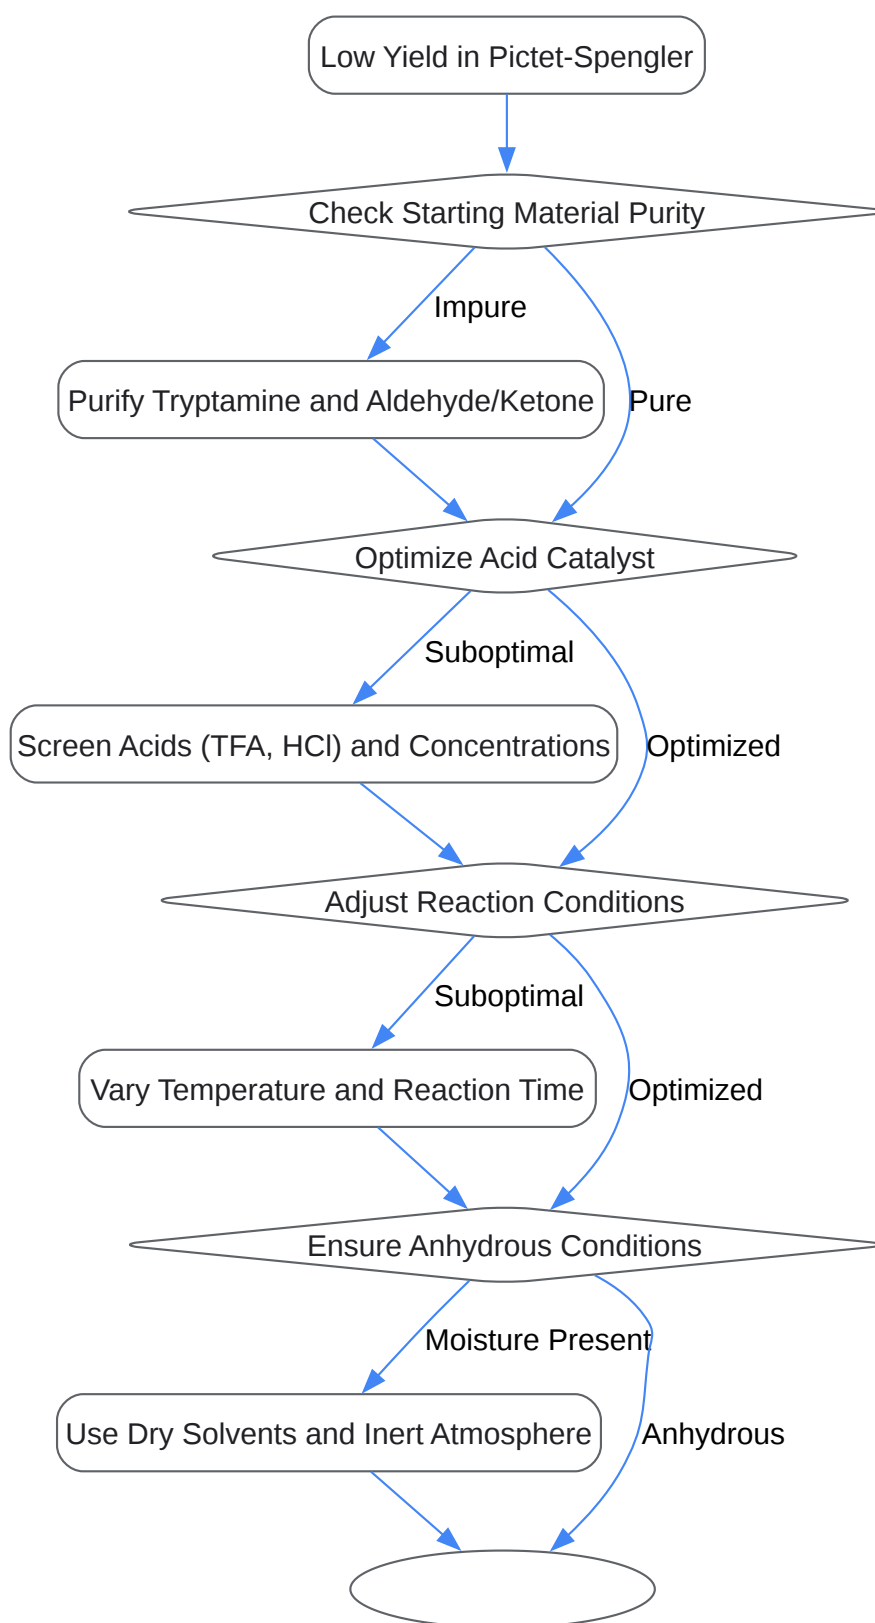 Low Yield in Pictet-Spengler
Check Starting Material Purity
Impure
Purify Tryptamine and Aldehyde/Ketone
Pure
Optimize Acid Catalyst
Suboptimal
Screen Acids (TFA, HCl) and Concentrations
Optimized
Adjust Reaction Conditions
Suboptimal
Vary Temperature and Reaction Time
Optimized
Ensure Anhydrous Conditions
Moisture Present
Use Dry Solvents and Inert Atmosphere
Anhydrous